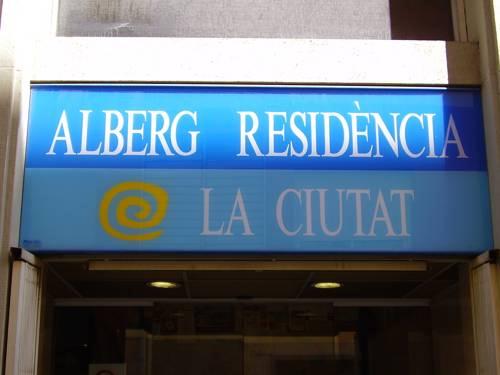 ALBERG RESIDÈNCIA
LA CIUTAT